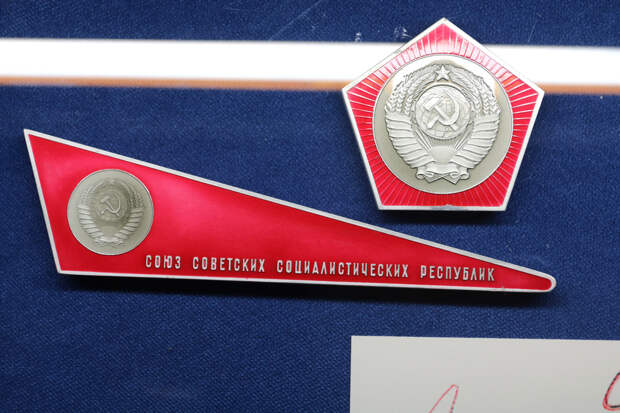 СОЮЗ СОВЕТСКИХ СОЦИАЛИСТИЧЕСКИХ РЕСПУБЛИК